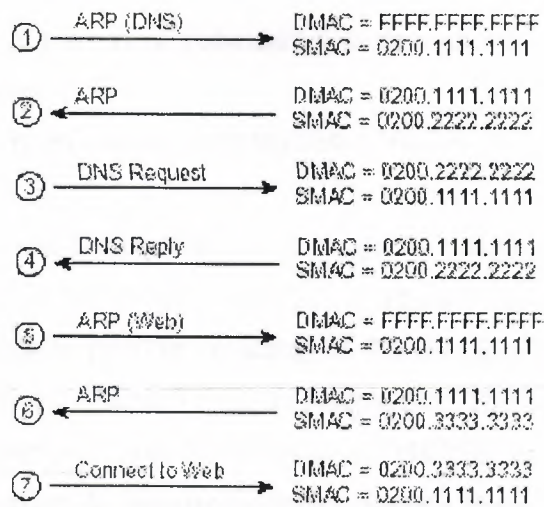 1 ARP (DNS) DMAC = FFFF.FFFF.FFFF
SMAC = 0200.1111.1111
2 ARP DMAC = 0200.1111.1111
SMAC = 0200.2222.2222
3 DNS Request DMAC = 0200.2222.2222
SMAC = 0200.1111.1111
4 DNS Reply DMAC = 0200.1111.1111
SMAC = 0200.2222.2222
5 ARP (Web) DMAC = FFFF.FFFF.FFFF
SMAC = 0200.1111.1111
6 ARP DMAC = 0200.1111.1111
SMAC = 0200.3333.3333
7 Connect to Web DMAC = 0200.3333.3333
SMAC = 0200.1111.1111